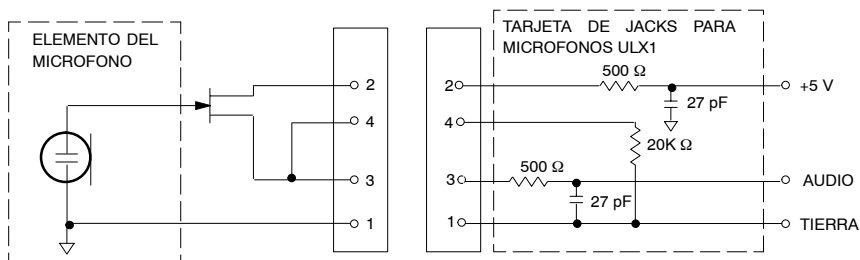 ELEMENTO DEL
MICROFONO
2
4
3
1
2
4
3
1
TARJETA DE JACKS PARA
MICROFONOS ULX1
500 Ω
27 pF
20K Ω
500 Ω
27 pF
+5 V
AUDIO
TIERRA